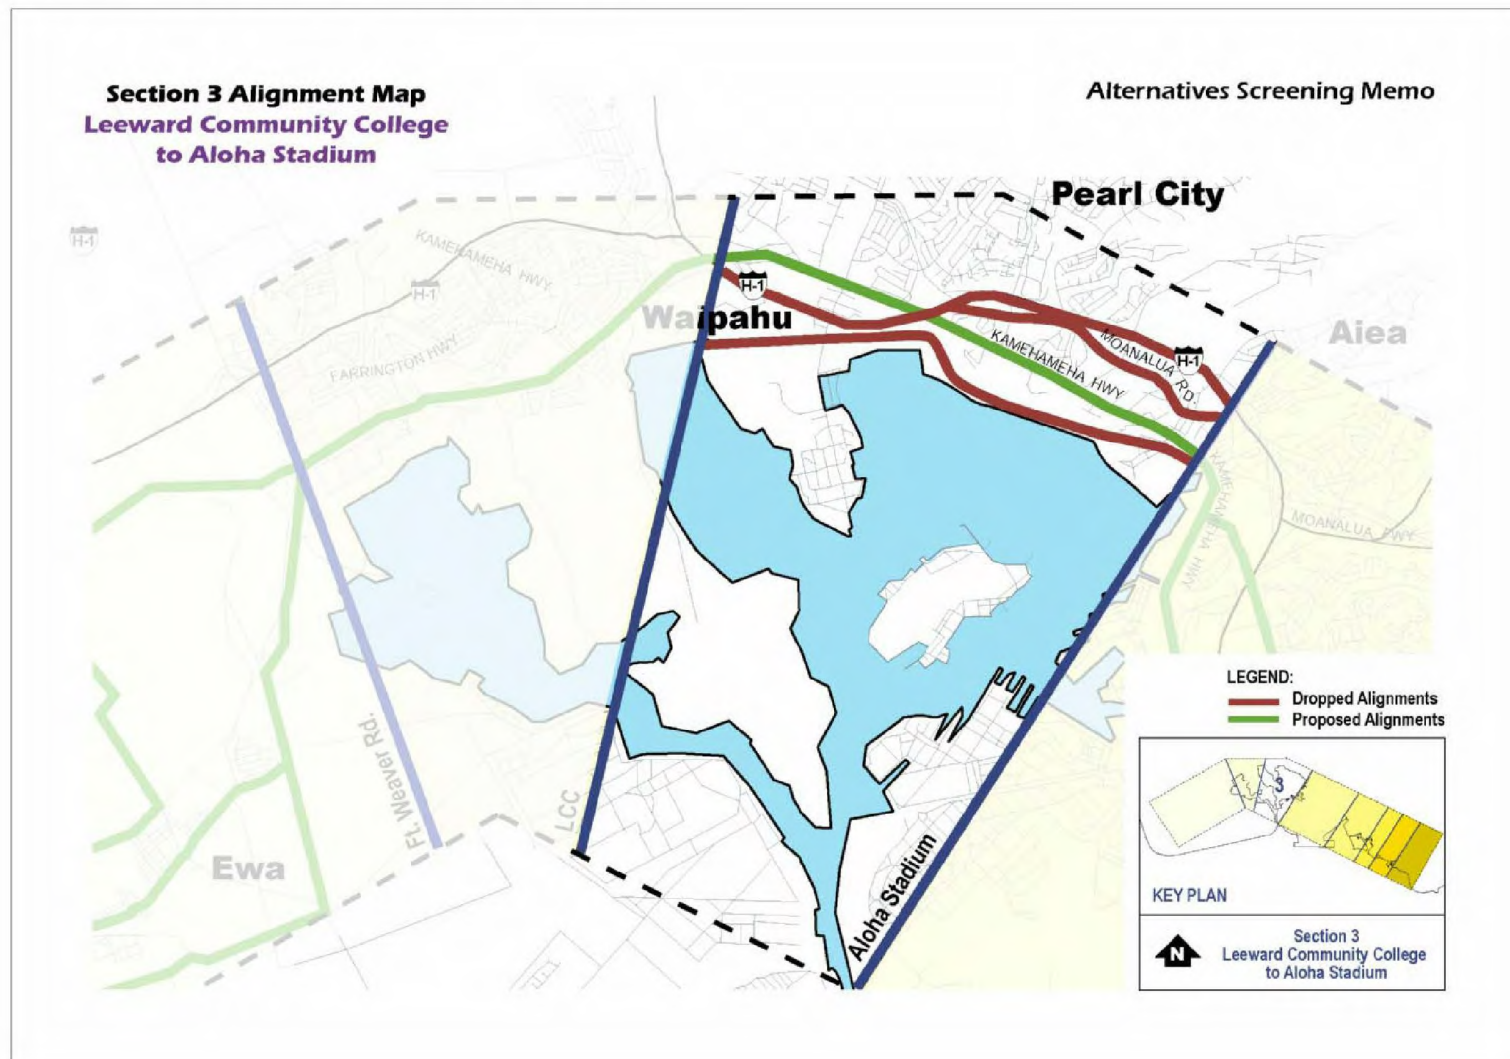 Section 3 Alignment Map
Leeward Community College
to Aloha Stadium
Alternatives Screening Memo
Pearl City
H-1
KAMEHAMEHA HWY
H-1
H-1
Waipahu
FARRINGTON HWY
KAMEHAMEHA HWY
MOANALUA RD.
H-1
Aiea
KAMEHAMEHA HWY
MOANALUA FWY
Ft. Weaver Rd.
LCC
Ewa
Aloha Stadium
LEGEND:
Dropped Alignments
Proposed Alignments
3
KEY PLAN
N
Section 3
Leeward Community College
to Aloha Stadium